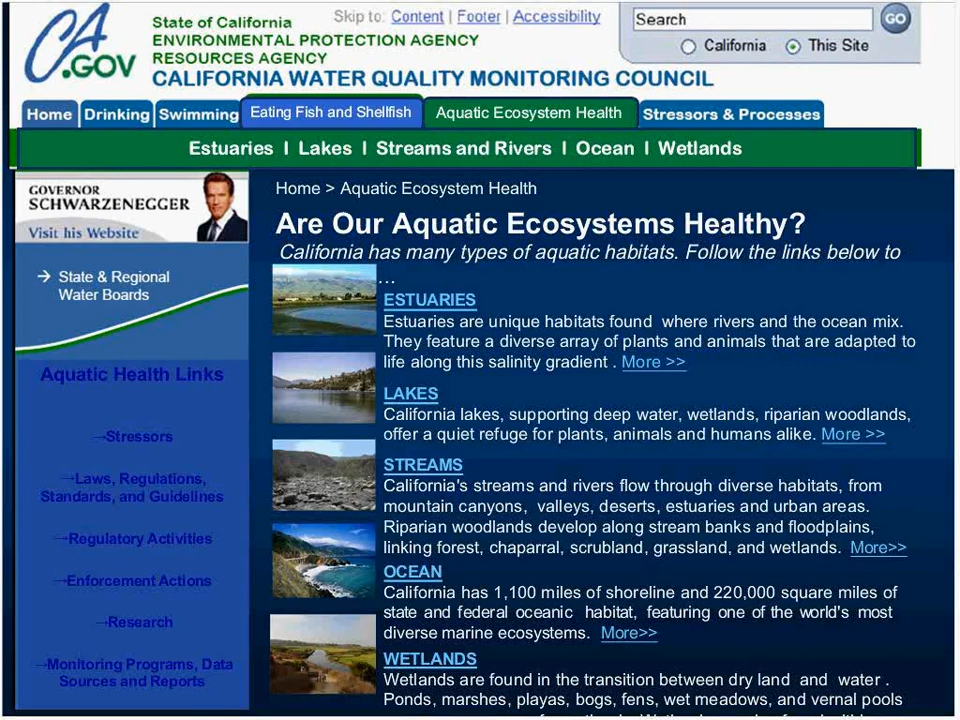 CA
.GOV
State of California
ENVIRONMENTAL PROTECTION AGENCY
RESOURCES AGENCY
CALIFORNIA WATER QUALITY MONITORING COUNCIL
Skip to: Content | Footer | Accessibility
Search
GO
California This Site
Home Drinking Swimming Eating Fish and Shellfish Aquatic Ecosystem Health Stressors & Processes
Estuaries I Lakes I Streams and Rivers I Ocean I Wetlands
GOVERNOR
SCHWARZENEGGER
Visit his Website
→ State & Regional
Water Boards
Aquatic Health Links
→Stressors
→Laws, Regulations,
Standards, and Guidelines
→Regulatory Activities
→Enforcement Actions
→Research
→Monitoring Programs, Data
Sources and Reports
Home > Aquatic Ecosystem Health
Are Our Aquatic Ecosystems Healthy?
California has many types of aquatic habitats. Follow the links below to
...
ESTUARIES
Estuaries are unique habitats found where rivers and the ocean mix.
They feature a diverse array of plants and animals that are adapted to
life along this salinity gradient . More >>
LAKES
California lakes, supporting deep water, wetlands, riparian woodlands,
offer a quiet refuge for plants, animals and humans alike. More >>
STREAMS
California's streams and rivers flow through diverse habitats, from
mountain canyons, valleys, deserts, estuaries and urban areas.
Riparian woodlands develop along stream banks and floodplains,
linking forest, chaparral, scrubland, grassland, and wetlands. More>>
OCEAN
California has 1,100 miles of shoreline and 220,000 square miles of
state and federal oceanic habitat, featuring one of the world's most
diverse marine ecosystems. More>>
WETLANDS
Wetlands are found in the transition between dry land and water .
Ponds, marshes, playas, bogs, fens, wet meadows, and vernal pools